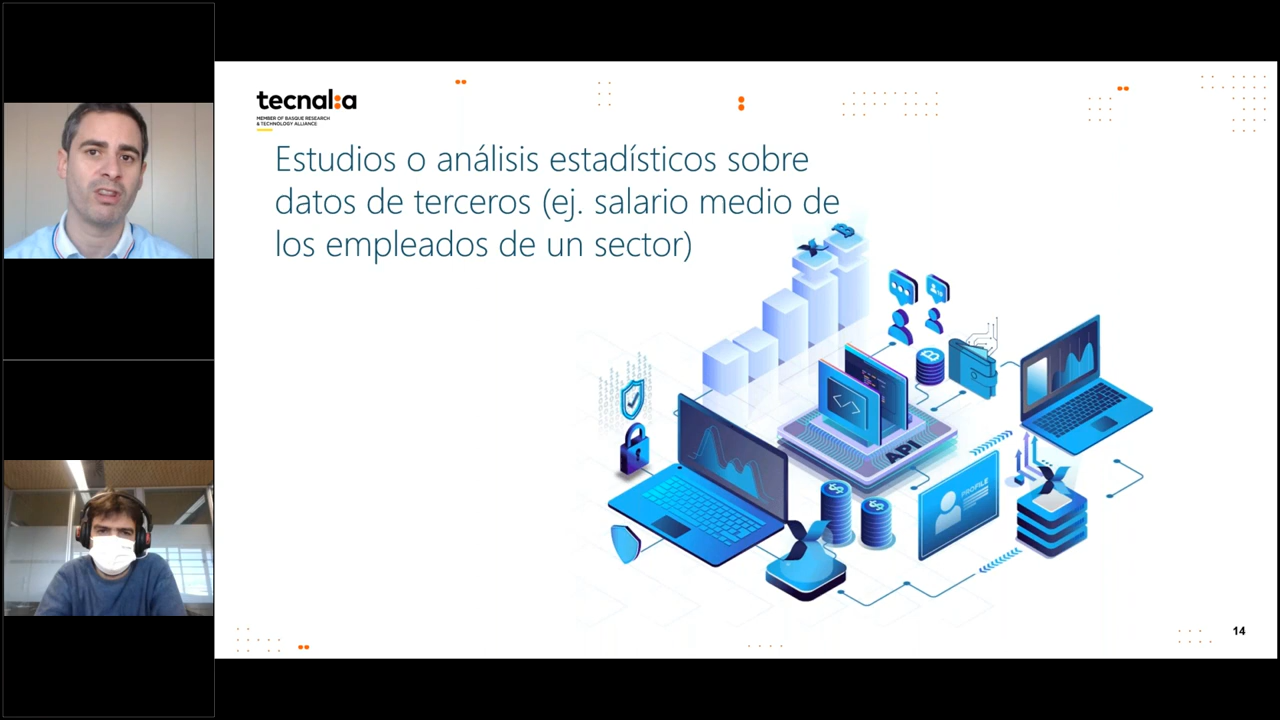 tecnal:a
MEMBER OF BASQUE RESEARCH
& TECHNOLOGY ALLIANCE
Estudios o análisis estadísticos sobre
datos de terceros (ej. salario medio de
los empleados de un sector)
API
PROFILE
14